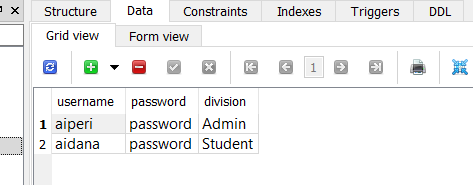 Structure Data Constraints Indexes Triggers DDL
Grid view Form view
1
username password division
1 aiperi password Admin
2 aidana password Student